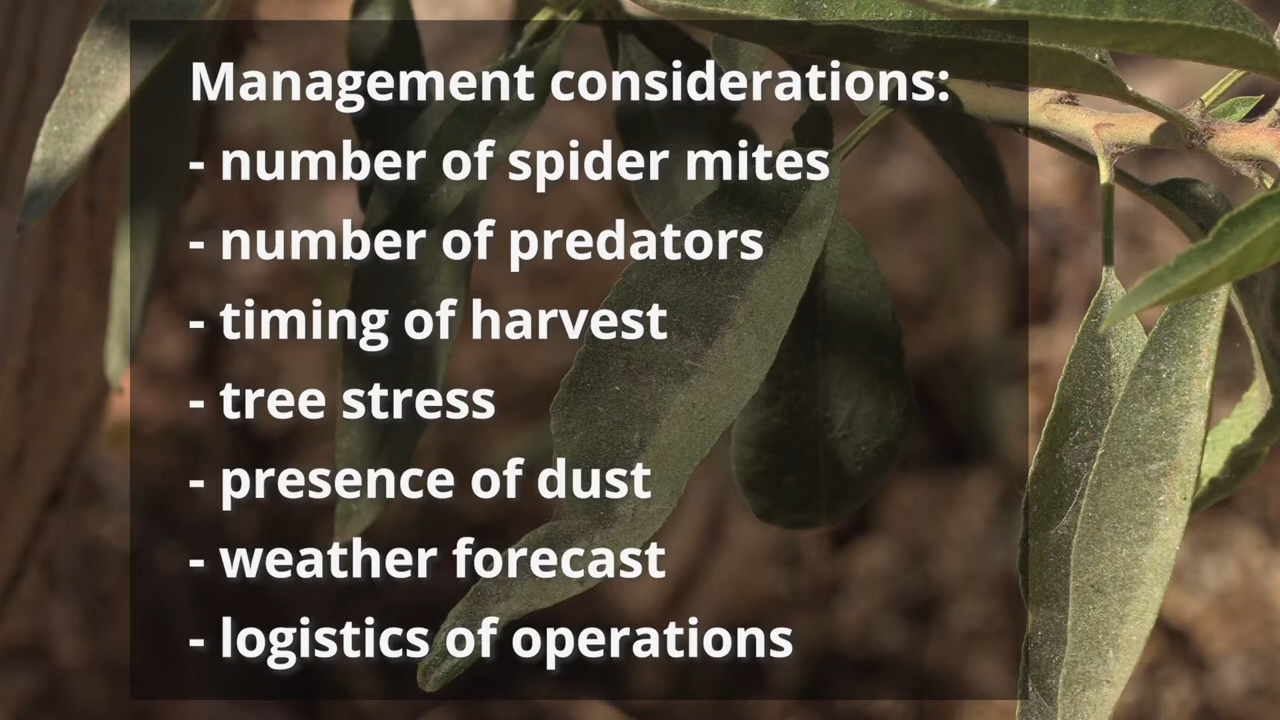 Management considerations:
- number of spider mites
- number of predators
- timing of harvest
- tree stress
- presence of dust
- weather forecast
- logistics of operations